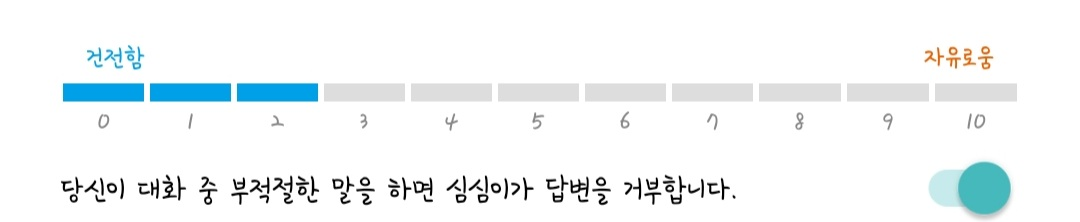 건전함 자유로움
0 1 2 3 4 5 6 7 8 9 10
당신이 대화 중 부적절한 말을 하면 심심이가 답변을 거부합니다.